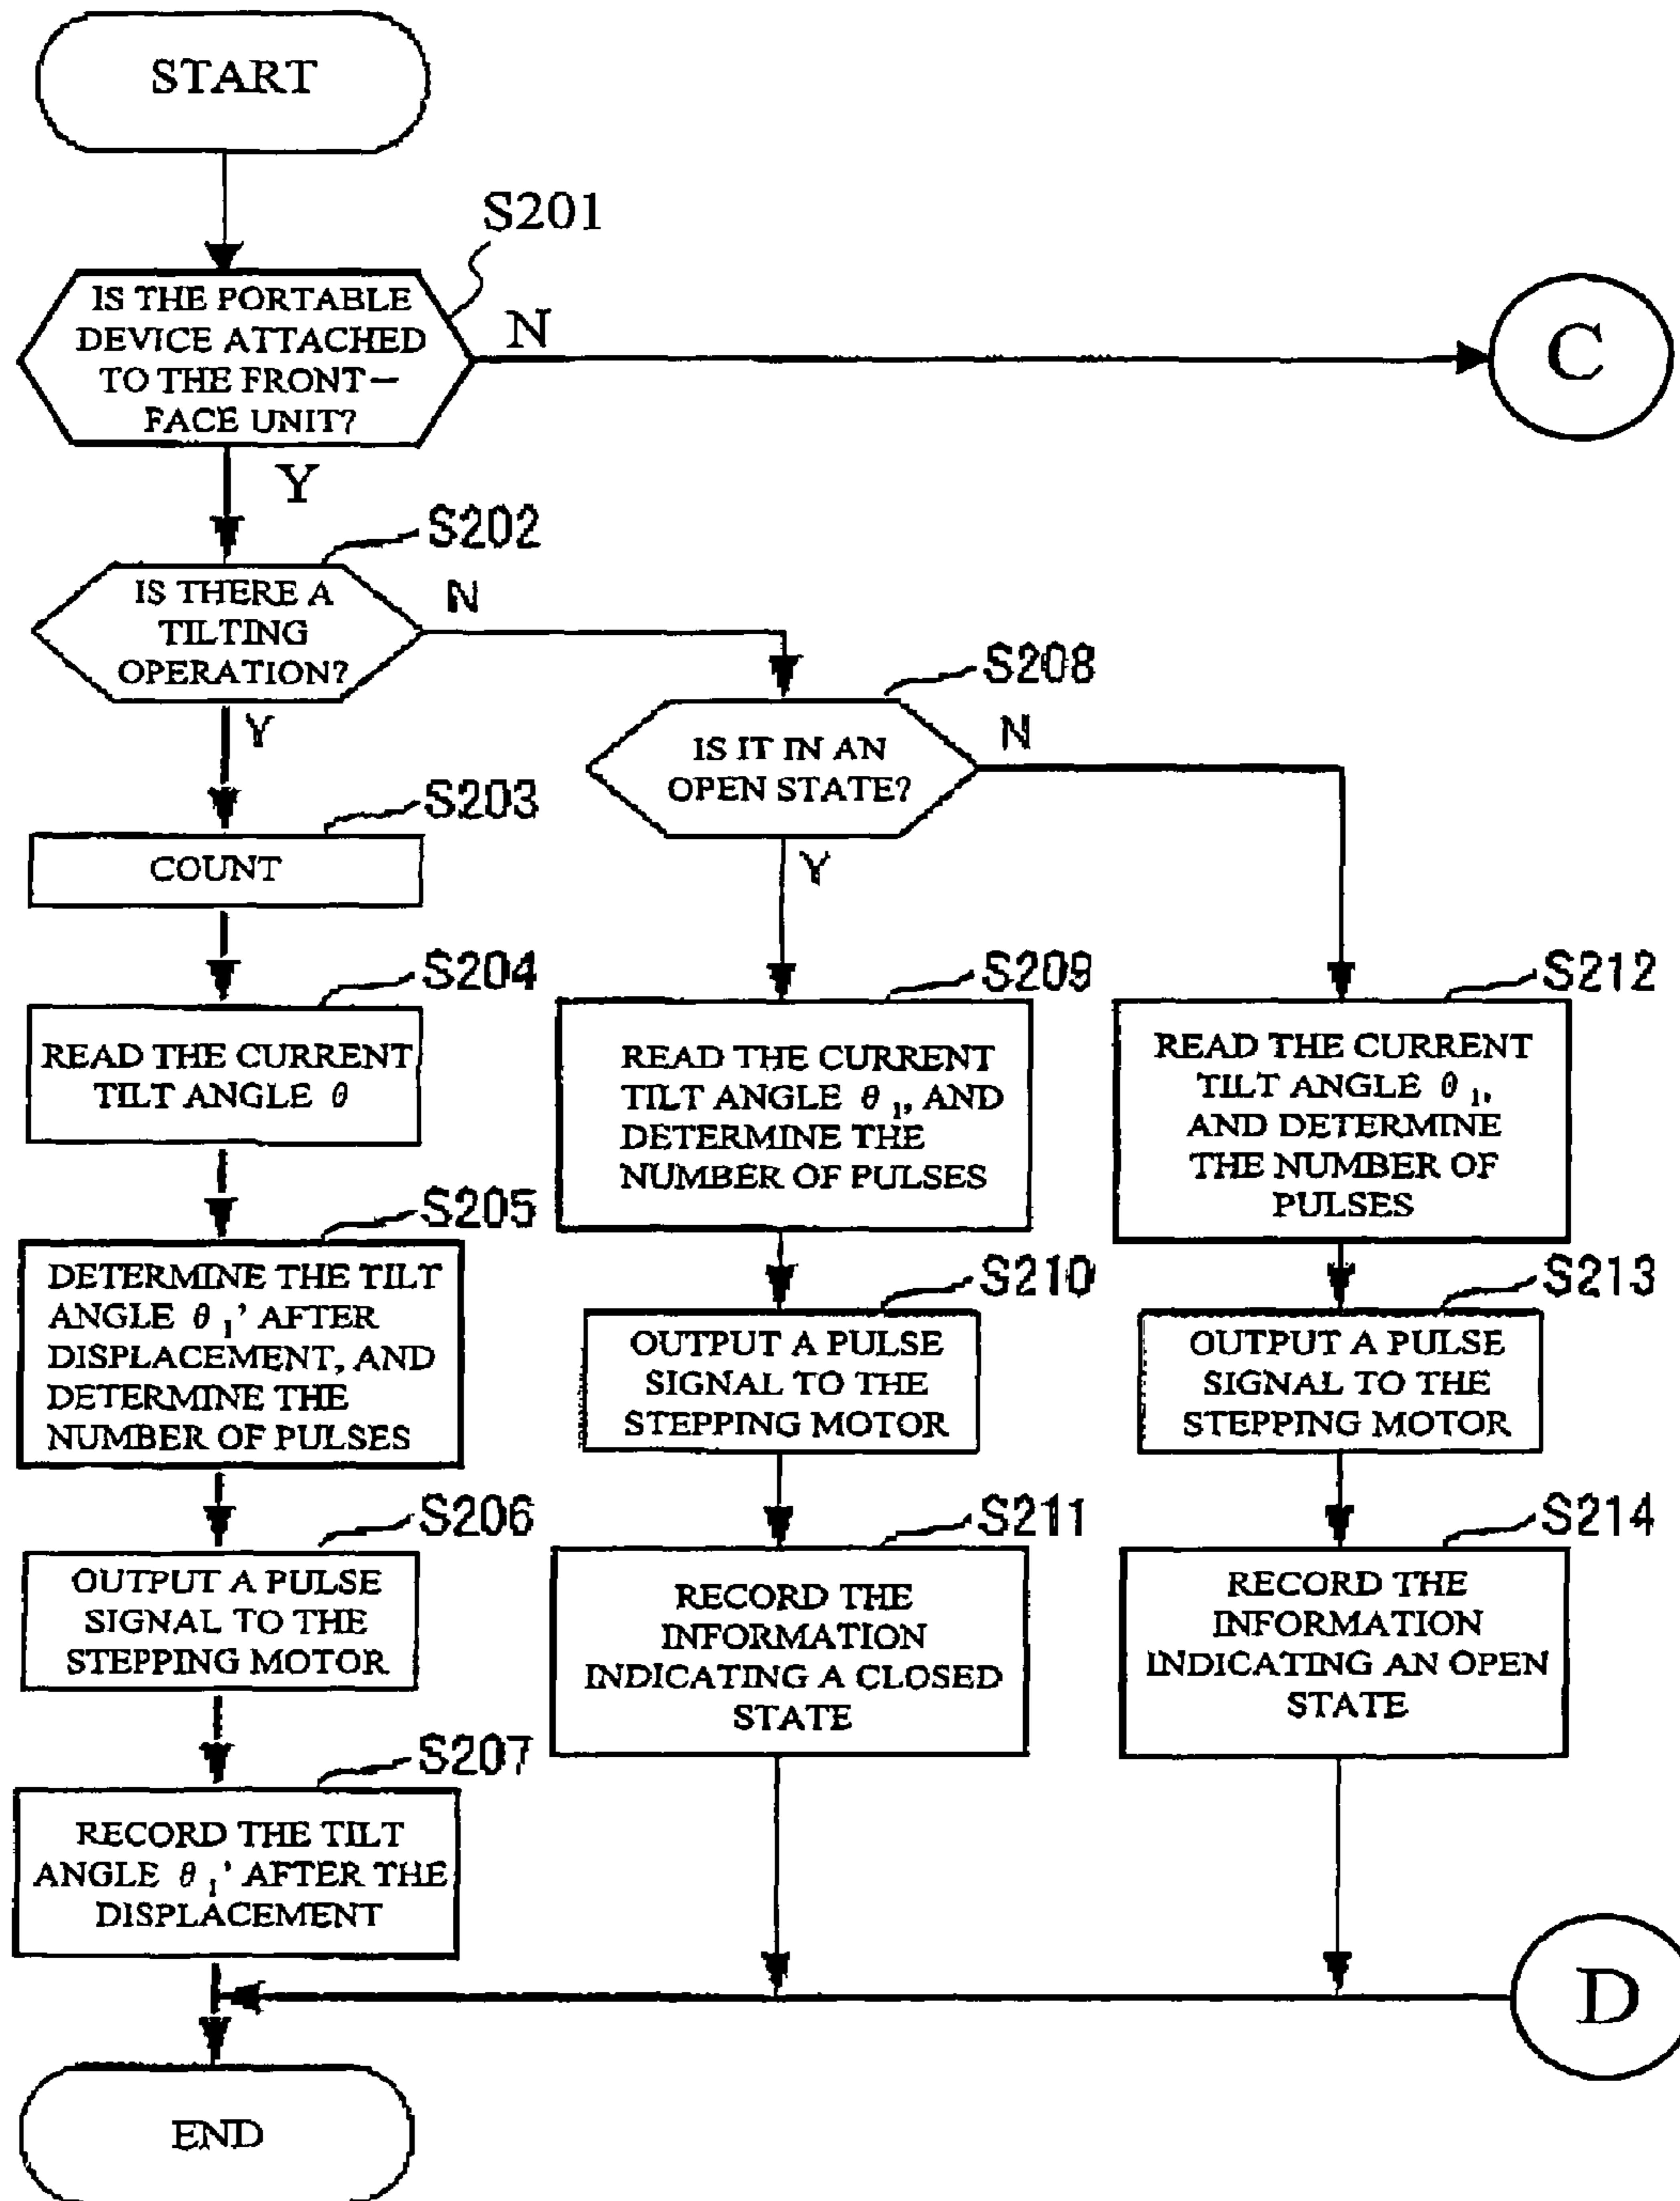 START
S201
IS THE PORTABLE
DEVICE ATTACHED
TO THE FRONT—
FACE UNIT?
N
C
Y
S202
IS THERE A
TILTING
OPERATION?
N
Y
S208
IS IT IN AN
OPEN STATE?
N
Y
S203
COUNT
S204
READ THE CURRENT
TILT ANGLE θ
S205
DETERMINE THE TILT
ANGLE θ₁' AFTER
DISPLACEMENT, AND
DETERMINE THE
NUMBER OF PULSES
S206
OUTPUT A PULSE
SIGNAL TO THE
STEPPING MOTOR
S207
RECORD THE TILT
ANGLE θ₁' AFTER THE
DISPLACEMENT
S209
READ THE CURRENT
TILT ANGLE θ₁, AND
DETERMINE THE
NUMBER OF PULSES
S210
OUTPUT A PULSE
SIGNAL TO THE
STEPPING MOTOR
S211
RECORD THE
INFORMATION
INDICATING A CLOSED
STATE
S212
READ THE CURRENT
TILT ANGLE θ₁,
AND DETERMINE
THE NUMBER OF
PULSES
S213
OUTPUT A PULSE
SIGNAL TO THE
STEPPING MOTOR
S214
RECORD THE
INFORMATION
INDICATING AN OPEN
STATE
D
END